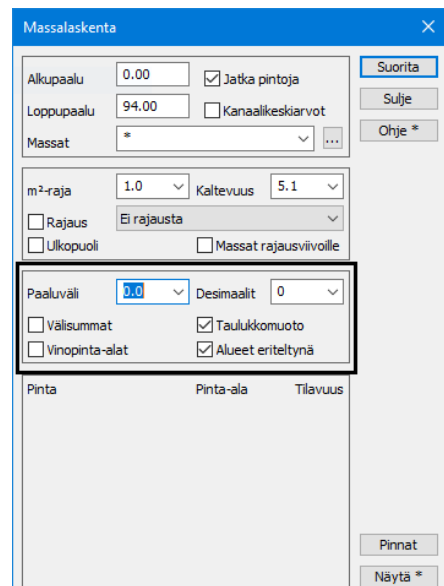 Massalaskenta
Alkupaalu 0.00 Jatka pintoja Suorita
Loppupaalu 94.00 Kanaalikeskiarvot Sulje
Massat * ... Ohje *
m²-raja 1.0 Kaltevuus 5.1
Rajaus Ei rajausta
Ulkopuoli Massat rajausviivoille
Paaluväli 0.0 Desimaalit 0
Välisummat Taulukkomuoto
Vinopinta-alat Alueet eriteltynä
Pinta Pinta-ala Tilavuus
Pinnat
Näytä *